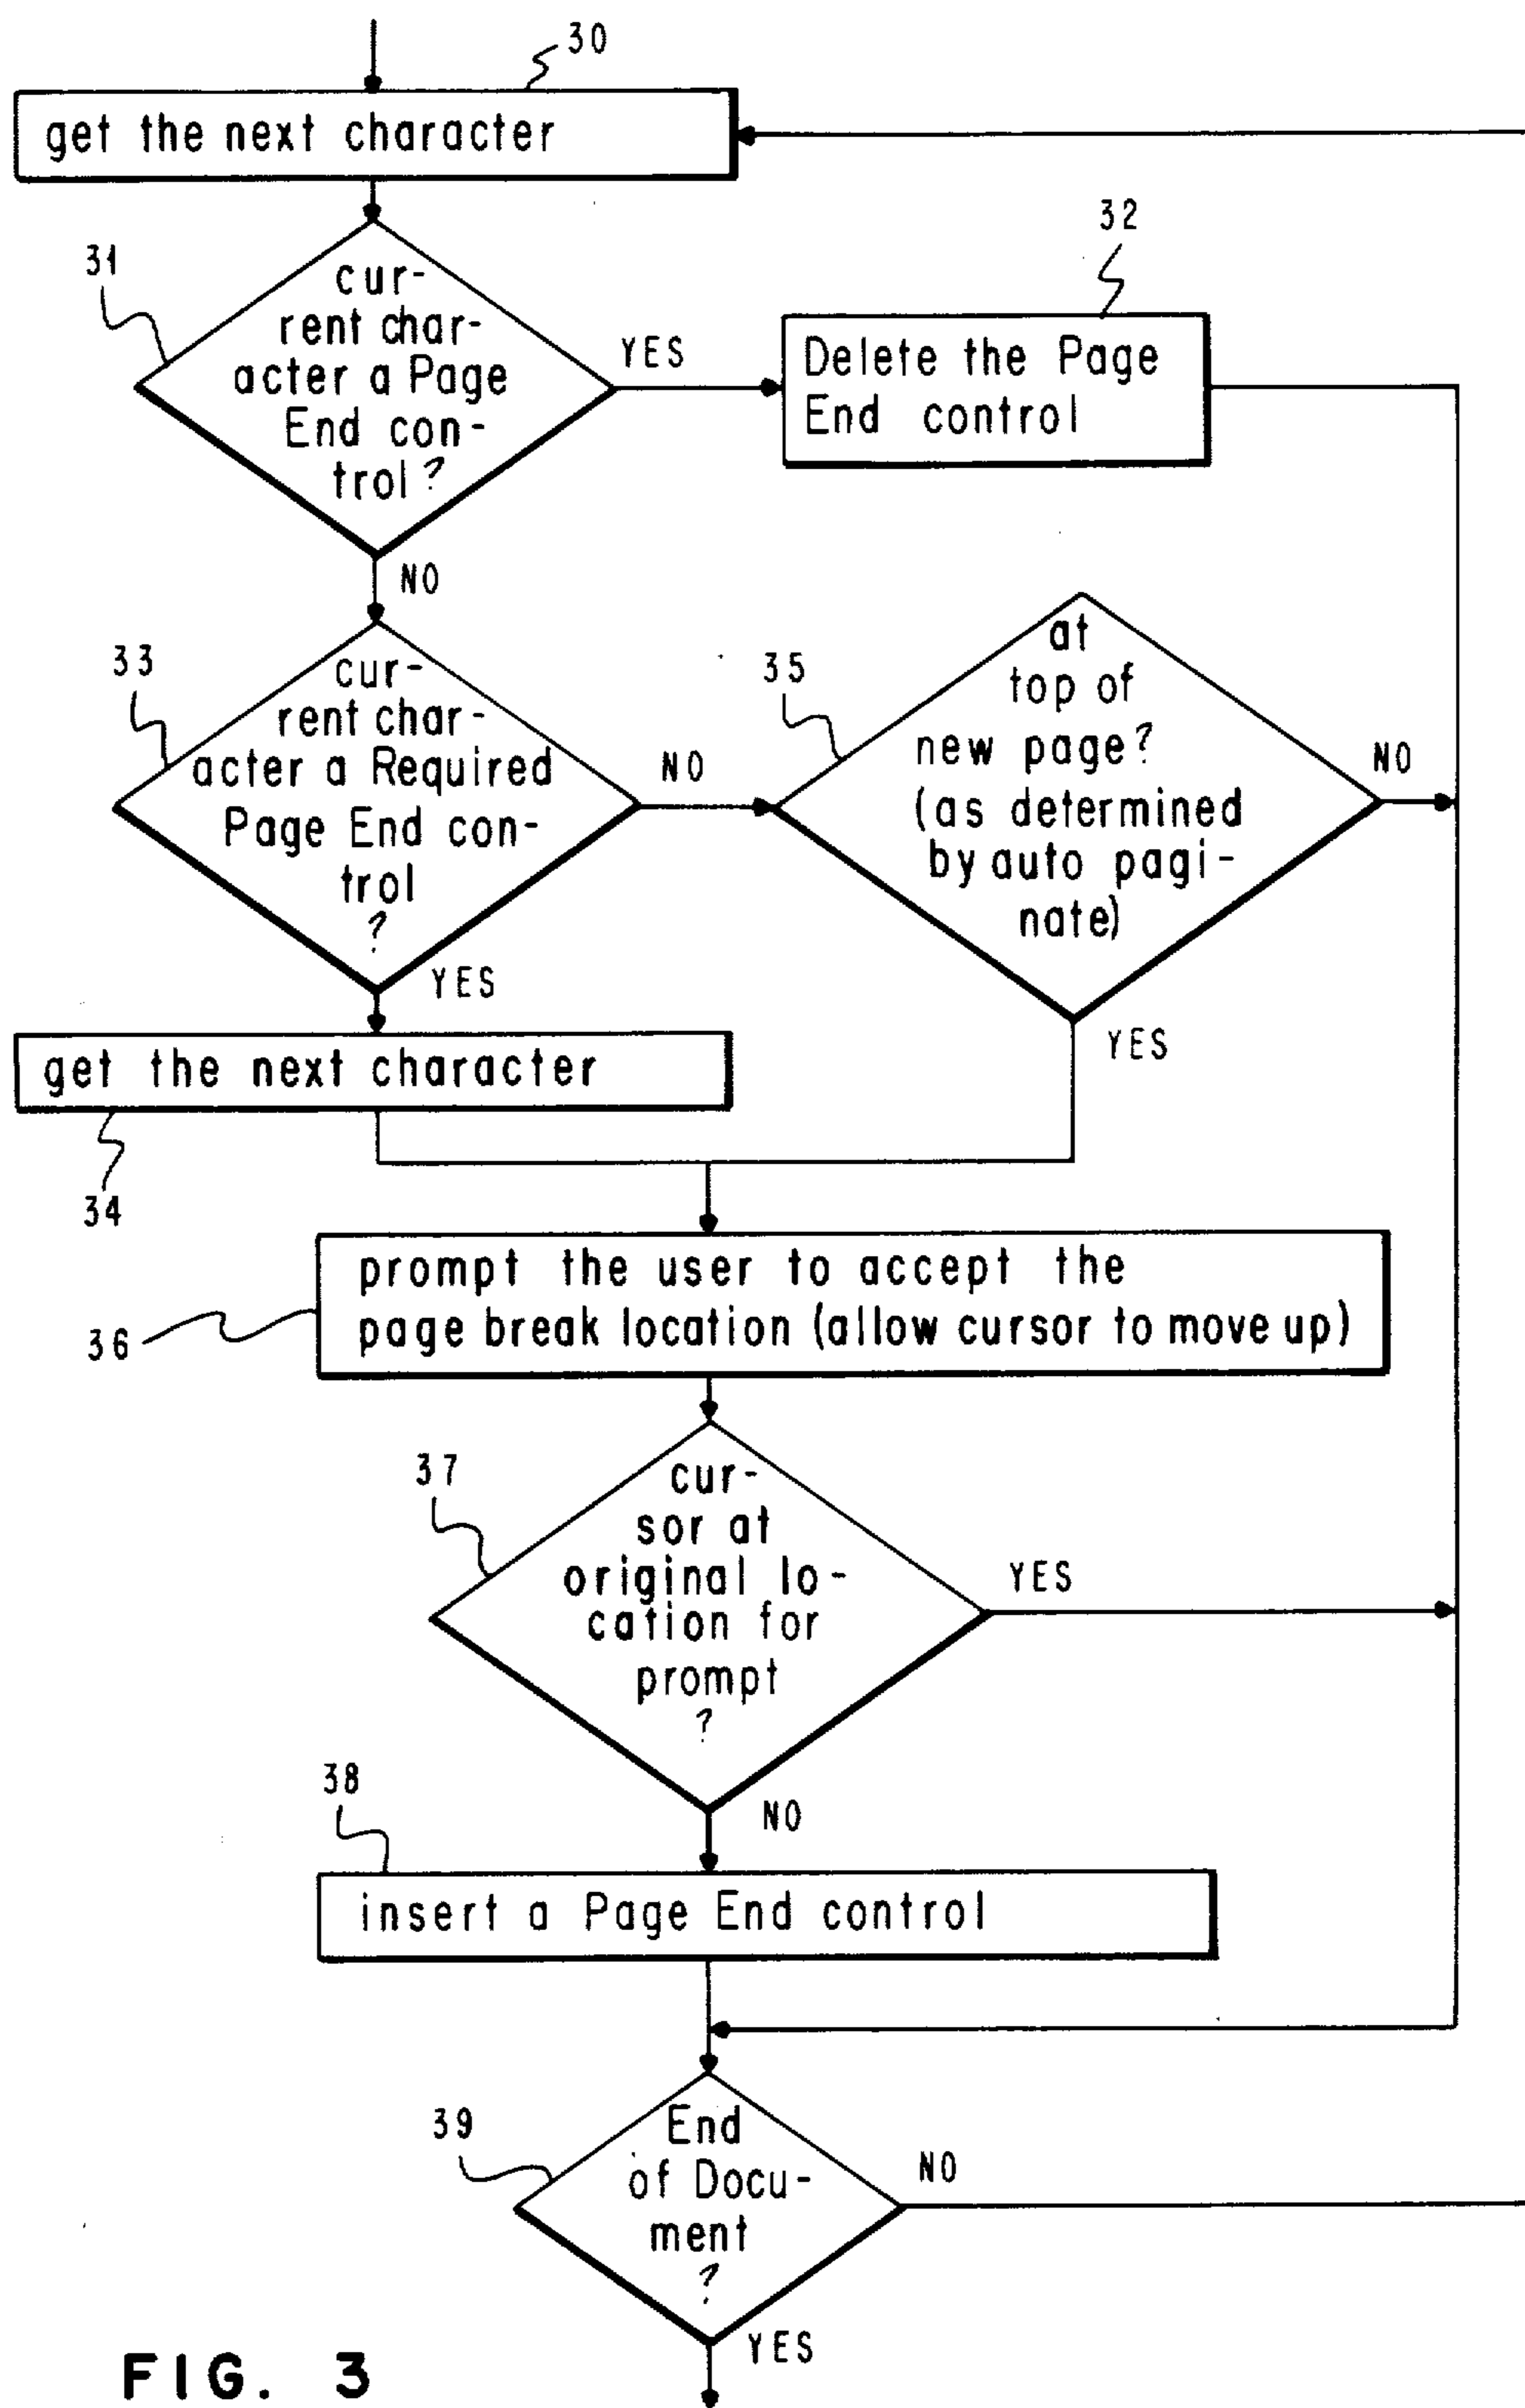 30
get the next character
31
cur-
rent char-
acter a Page
End con-
trol?
YES
32
Delete the Page
End control
NO
33
cur-
rent char-
acter a Required
Page End con-
trol
?
NO
35
at
top of
new page?
(as determined
by auto pagi-
nate)
NO
YES
YES
get the next character
34
prompt the user to accept the
page break location (allow cursor to move up)
36
37
cur-
sor at
original lo-
cation for
prompt
?
YES
NO
38
insert a Page End control
39
End
of Docu-
ment
?
NO
YES
FIG. 3